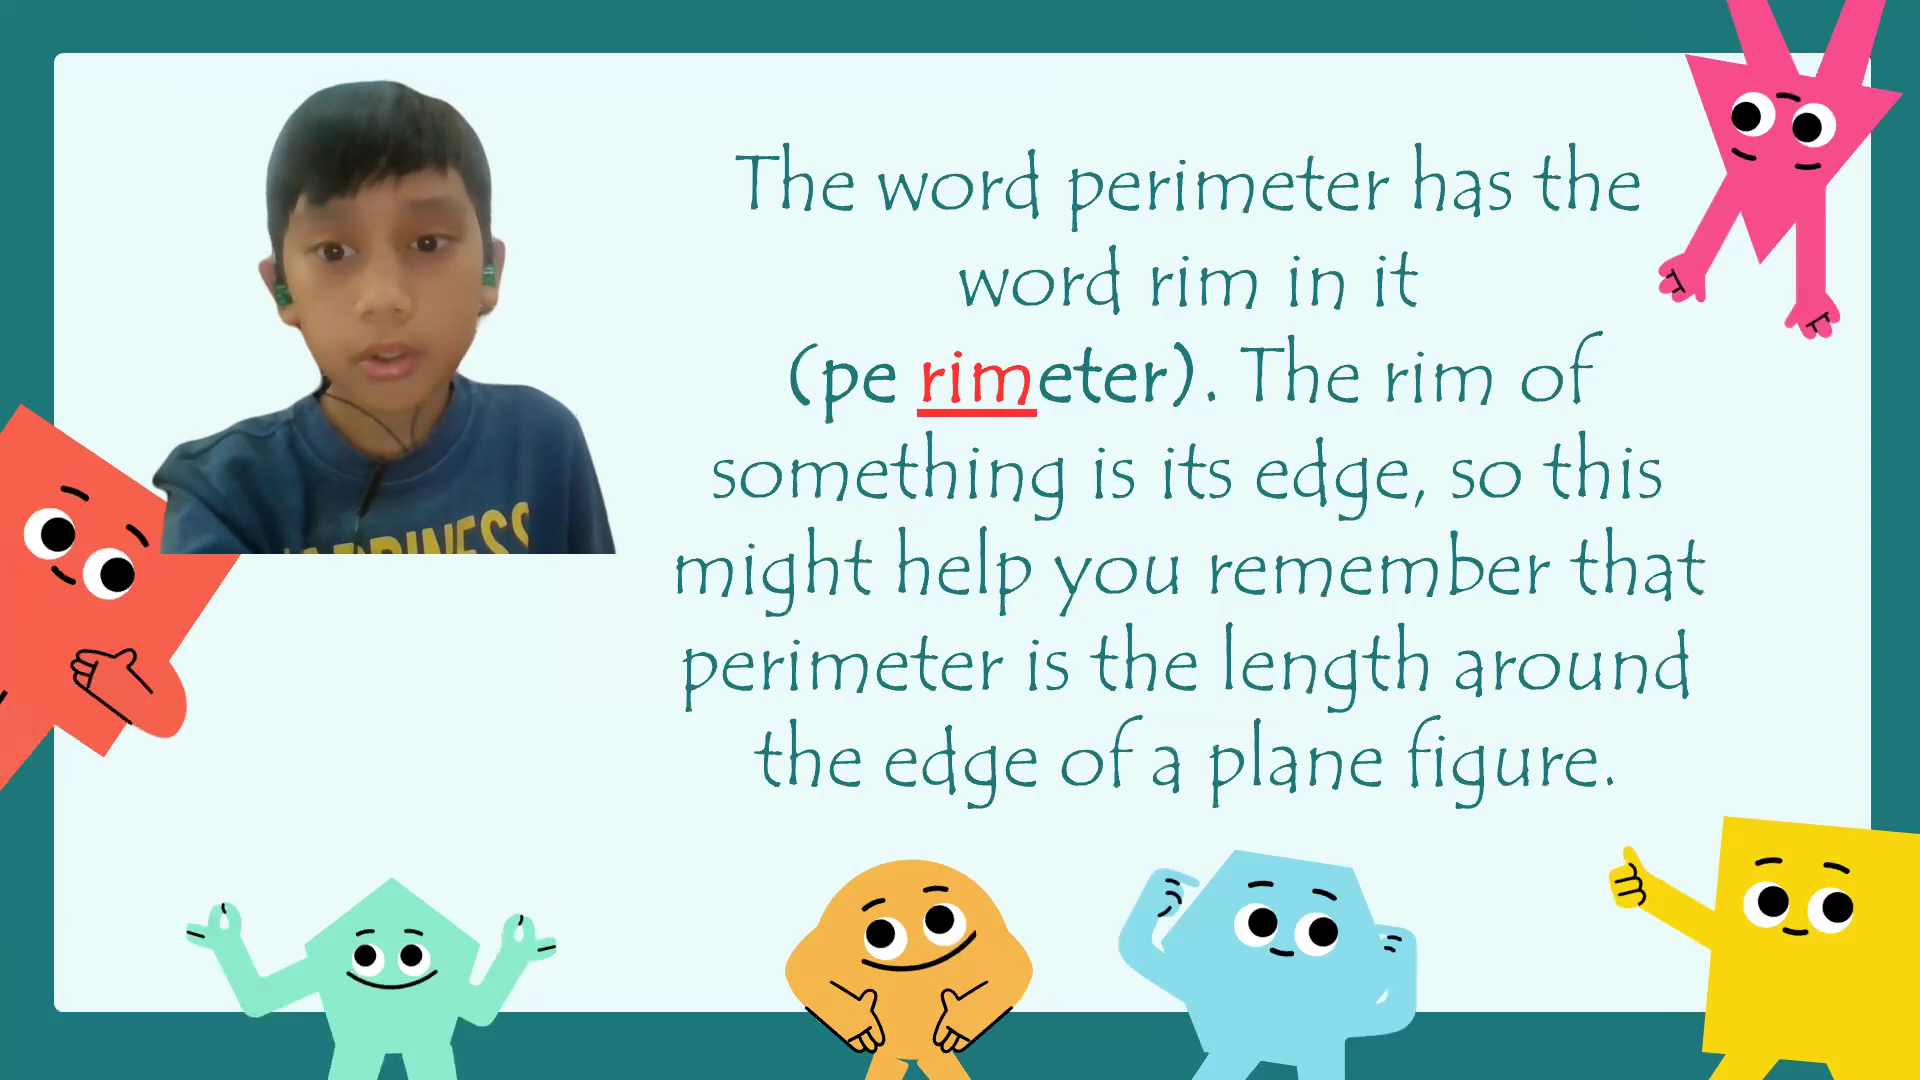 The word perimeter has the
word rim in it
(pe rimeter). The rim of
something is its edge, so this
might help you remember that
perimeter is the length around
the edge of a plane figure.
HAPPINESS